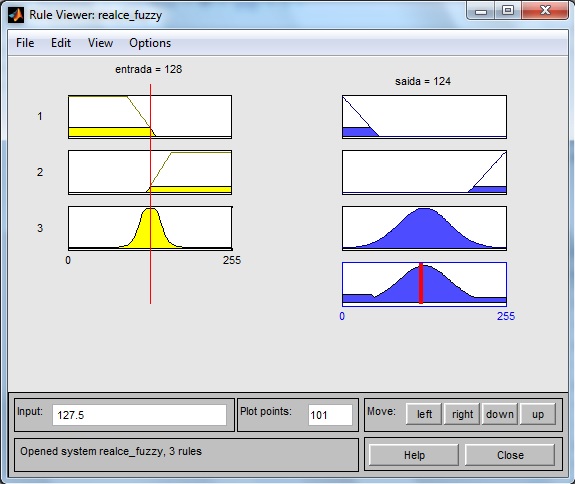 Rule Viewer: realce_fuzzy
File Edit View Options
entrada = 128
saida = 124
1
2
3
0 255
0 255
Input: 127.5 Plot points: 101 Move: left right down up
Opened system realce_fuzzy, 3 rules Help Close